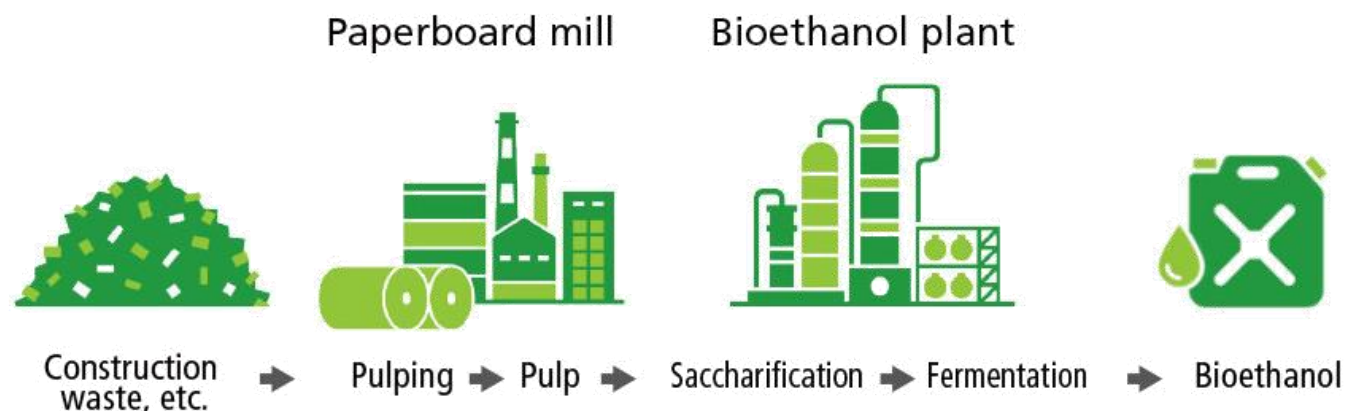 Paperboard mill
Bioethanol plant
Construction
waste, etc.
Pulping
Pulp
Saccharification
Fermentation
Bioethanol